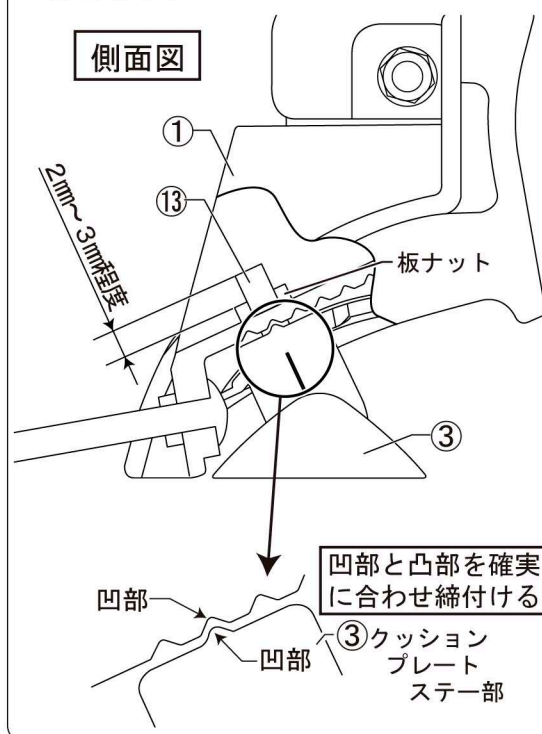 側面図
①
⑬
2㎜～3㎜程度
板ナット
③
凹部と凸部を確実
に合わせ締付ける
凹部
凹部
③クッション
プレート
ステー部